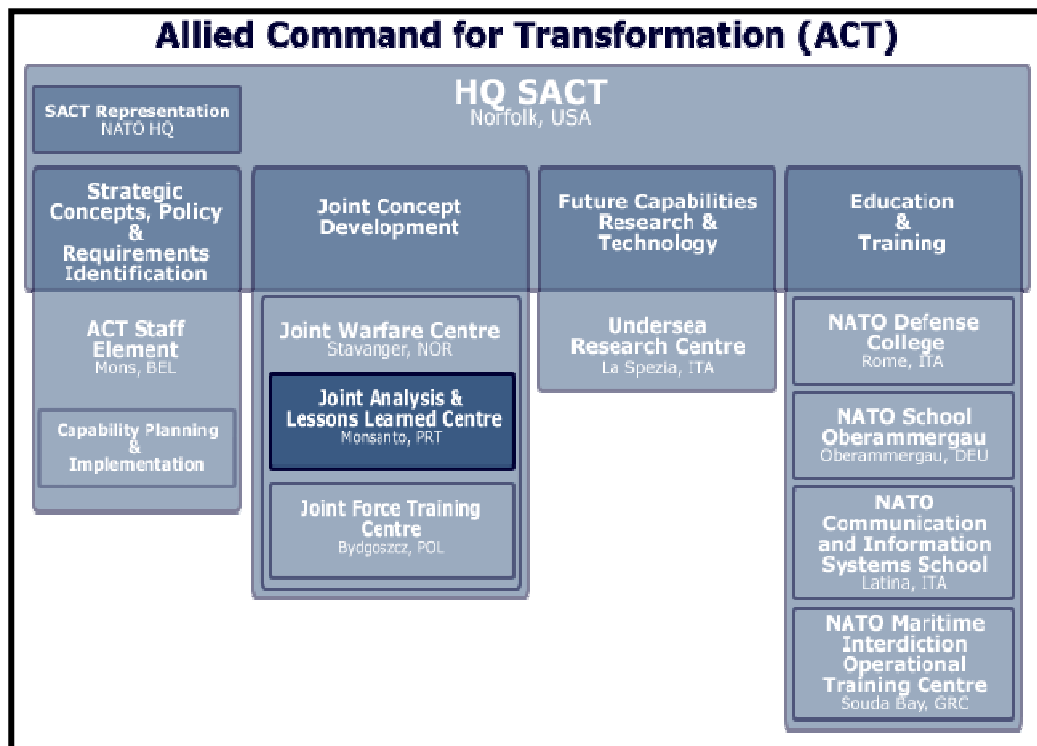 Allied Command for Transformation (ACT)
HQ SACT
Norfolk, USA
SACT Representation
NATO HQ
Strategic
Concepts, Policy
&
Requirements
Identification
ACT Staff
Element
Mons, BEL
Capability Planning
&
Implementation
Joint Concept
Development
Joint Warfare Centre
Stavanger, NOR
Joint Analysis &
Lessons Learned Centre
Monsanto, PRT
Joint Force Training
Centre
Bydgoszcz, POL
Future Capabilities
Research &
Technology
Undersea
Research Centre
La Spezia, ITA
Education
&
Training
NATO Defense
College
Rome, ITA
NATO School
Oberammergau
Oberammergau, DEU
NATO
Communication
and Information
Systems School
Latina, ITA
NATO Maritime
Interdiction
Operational
Training Centre
Souda Bay, GRC